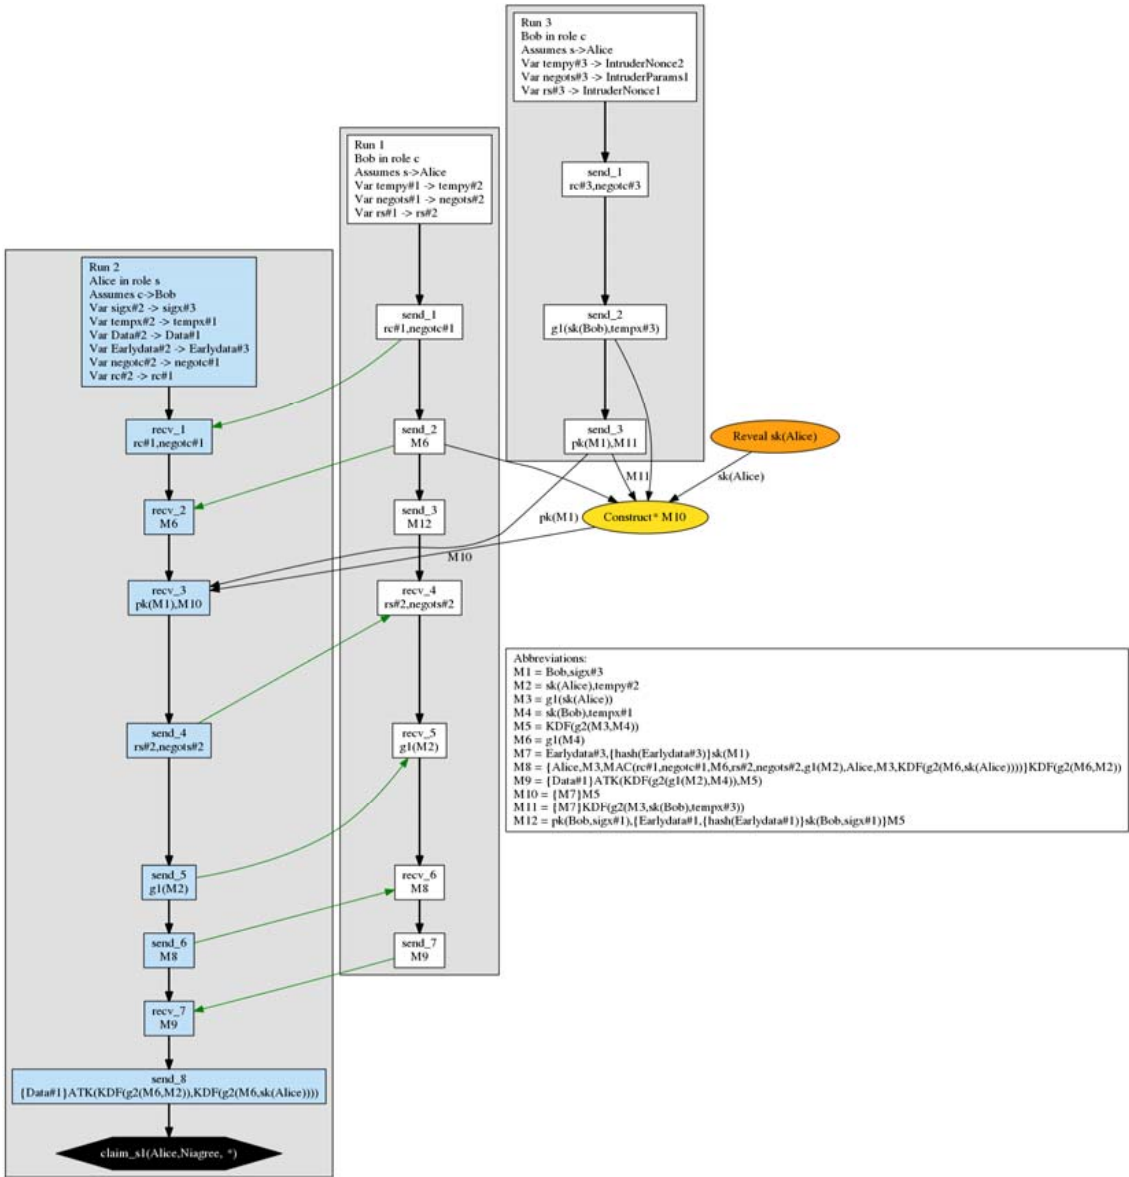 Run 3
Bob in role c
Assumes s->Alice
Var tempy#3 -> IntruderNonce2
Var negots#3 -> IntruderParams1
Var rs#3 -> IntruderNonce1
send_1
rc#3,negotc#3
send_2
g1(sk(Bob),tempx#3)
send_3
pk(M1),M11
Run 1
Bob in role c
Assumes s->Alice
Var tempy#1 -> tempy#2
Var negots#1 -> negots#2
Var rs#1 -> rs#2
send_1
rc#1,negotc#1
send_2
M6
send_3
M12
recv_4
rs#2,negots#2
recv_5
g1(M2)
recv_6
M8
send_7
M9
Run 2
Alice in role s
Assumes c->Bob
Var sigx#2 -> sigx#3
Var tempx#2 -> tempx#1
Var Data#2 -> Data#1
Var Earlydata#2 -> Earlydata#3
Var negotc#2 -> negotc#1
Var rc#2 -> rc#1
recv_1
rc#1,negotc#1
recv_2
M6
recv_3
pk(M1),M10
send_4
rs#2,negots#2
send_5
g1(M2)
send_6
M8
recv_7
M9
send_8
{Data#1}ATK(KDF(g2(M6,M2)),KDF(g2(M6,sk(Alice))))
claim_s1(Alice,Niagree, *)
Reveal sk(Alice)
sk(Alice)
M11
Construct* M10
pk(M1)
M10
Abbreviations:
M1 = Bob,sigx#3
M2 = sk(Alice),tempy#2
M3 = g1(sk(Alice))
M4 = sk(Bob),tempx#1
M5 = KDF(g2(M3,M4))
M6 = g1(M4)
M7 = Earlydata#3,{hash(Earlydata#3)}sk(M1)
M8 = {Alice,M3,MAC(rc#1,negotc#1,M6,rs#2,negots#2,g1(M2),Alice,M3,KDF(g2(M6,sk(Alice))))}KDF(g2(M6,M2))
M9 = {Data#1}ATK(KDF(g2(g1(M2),M4)),M5)
M10 = {M7}M5
M11 = {M7}KDF(g2(M3,sk(Bob),tempx#3))
M12 = pk(Bob,sigx#1),{Earlydata#1,{hash(Earlydata#1)}sk(Bob,sigx#1)}M5